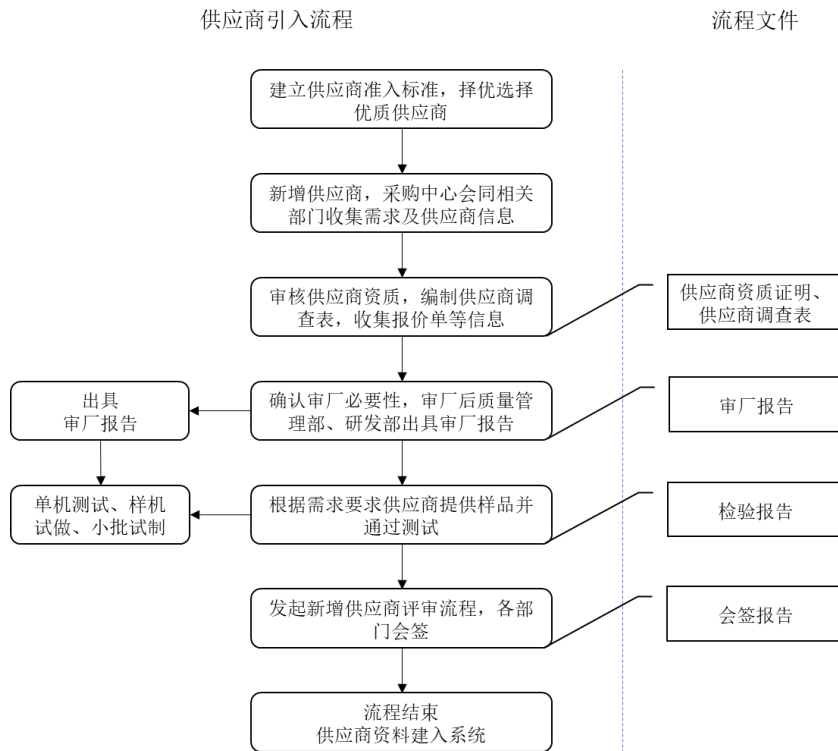 供应商引入流程
流程文件
建立供应商准入标准，择优选择
优质供应商
新增供应商，采购中心会同相关
部门收集需求及供应商信息
审核供应商资质，编制供应商调
查表，收集报价单等信息
供应商资质证明、
供应商调查表
出具
审厂报告
确认审厂必要性，审厂后质量管
理部、研发部出具审厂报告
审厂报告
单机测试、样机
试做、小批试制
根据需求要求供应商提供样品并
通过测试
检验报告
发起新增供应商评审流程，各部
门会签
会签报告
流程结束
供应商资料建入系统